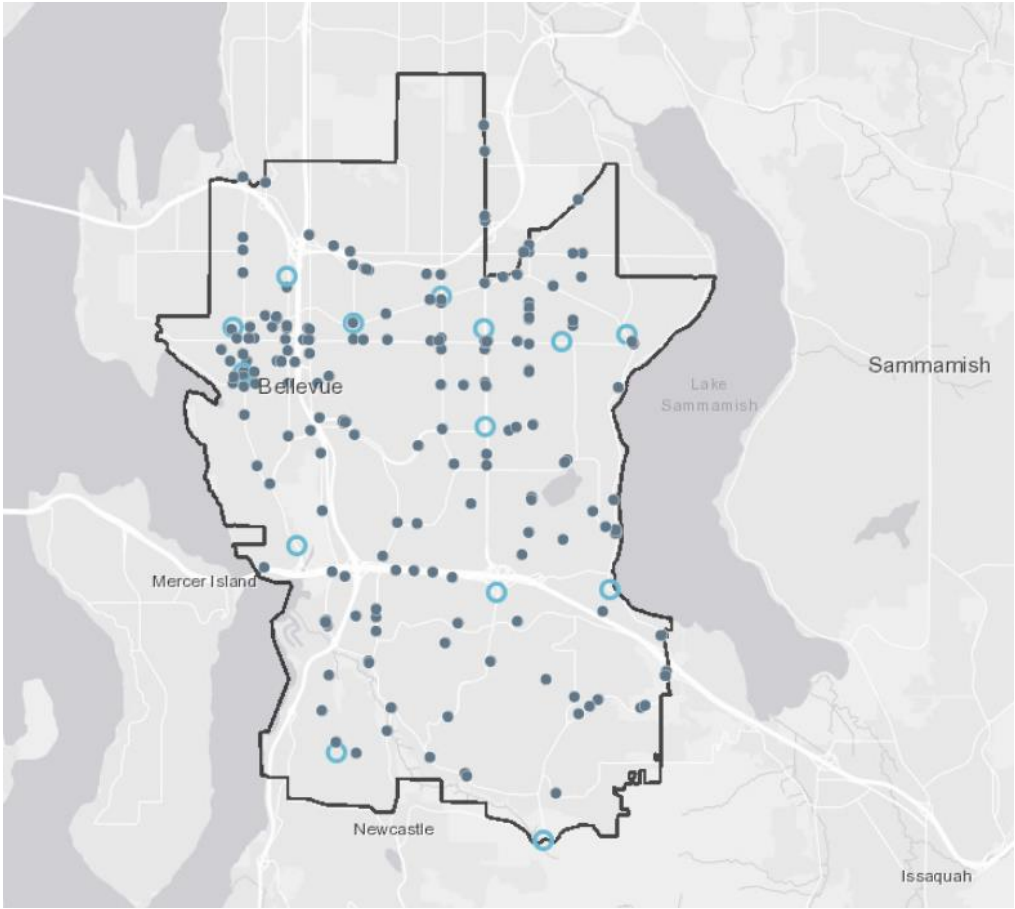 Sammamish
Bellevue
Lake
Sammamish
Mercer Island
Newcastle
Issaquah